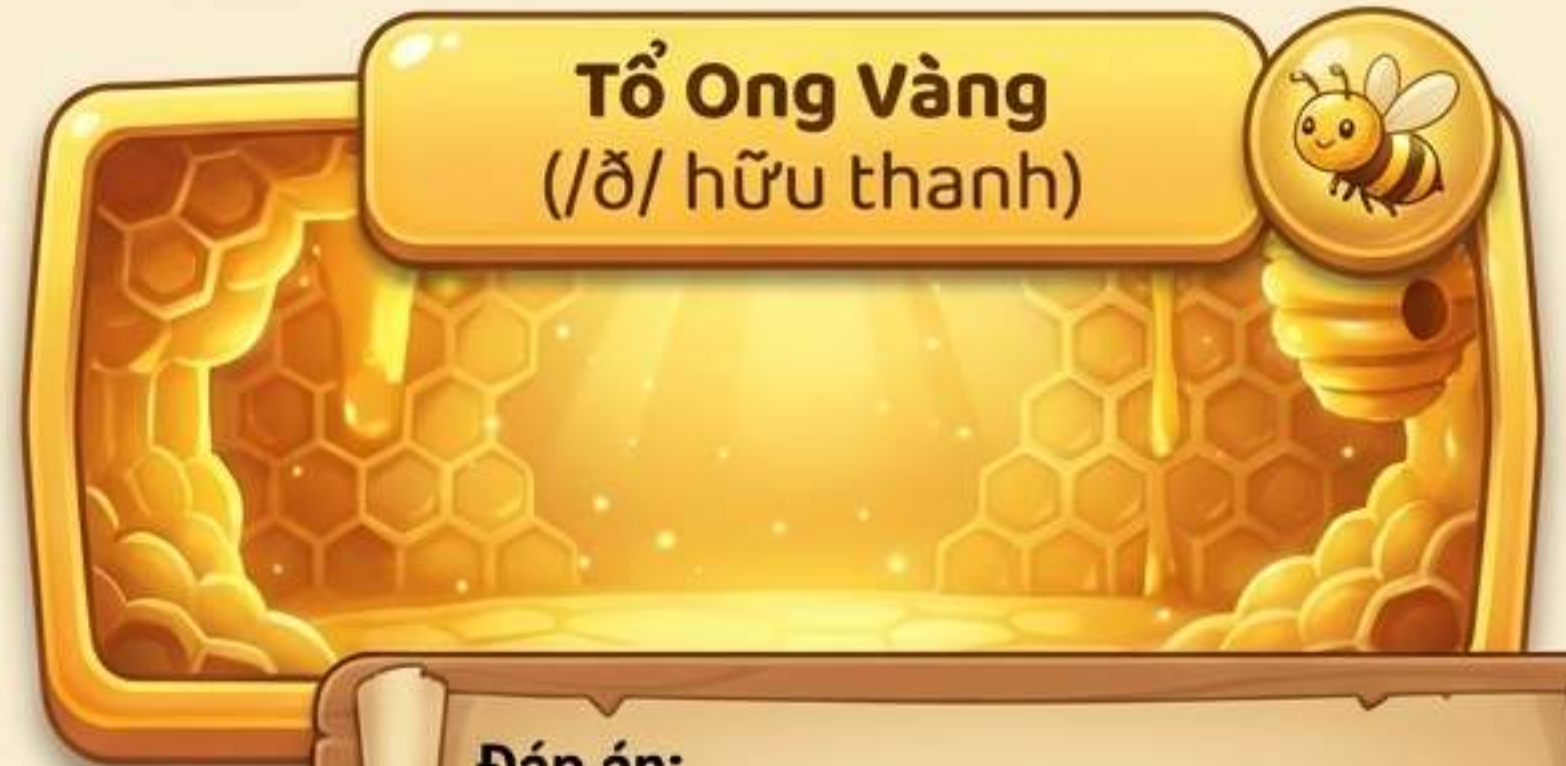 Tổ Ong Vàng
(/ð/ hữu thanh)
Đáp án: